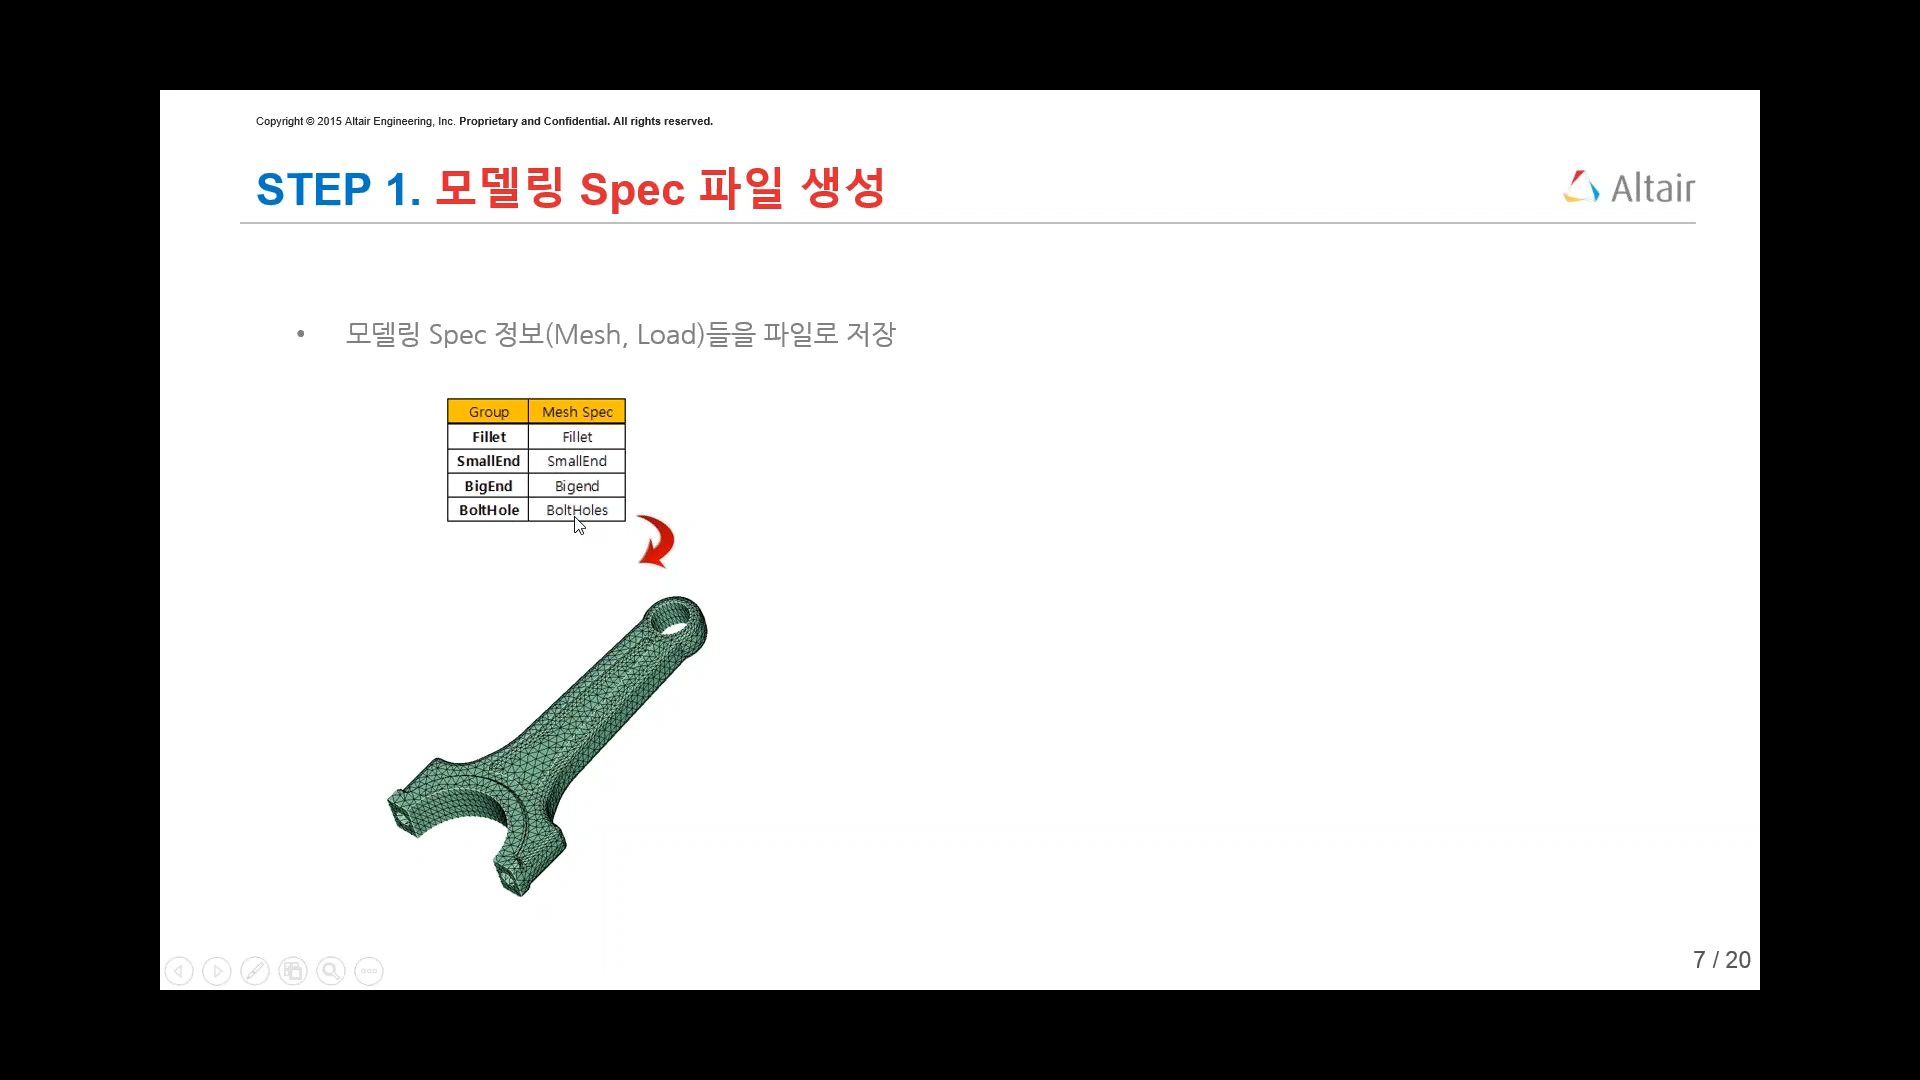 Copyright © 2015 Altair Engineering, Inc. Proprietary and Confidential. All rights reserved.
STEP 1. 모델링 Spec 파일 생성
Altair
• 모델링 Spec 정보(Mesh, Load)들을 파일로 저장
Group Mesh Spec
Fillet Fillet
SmallEnd SmallEnd
BigEnd Bigend
BoltHole BoltHoles
7 / 20